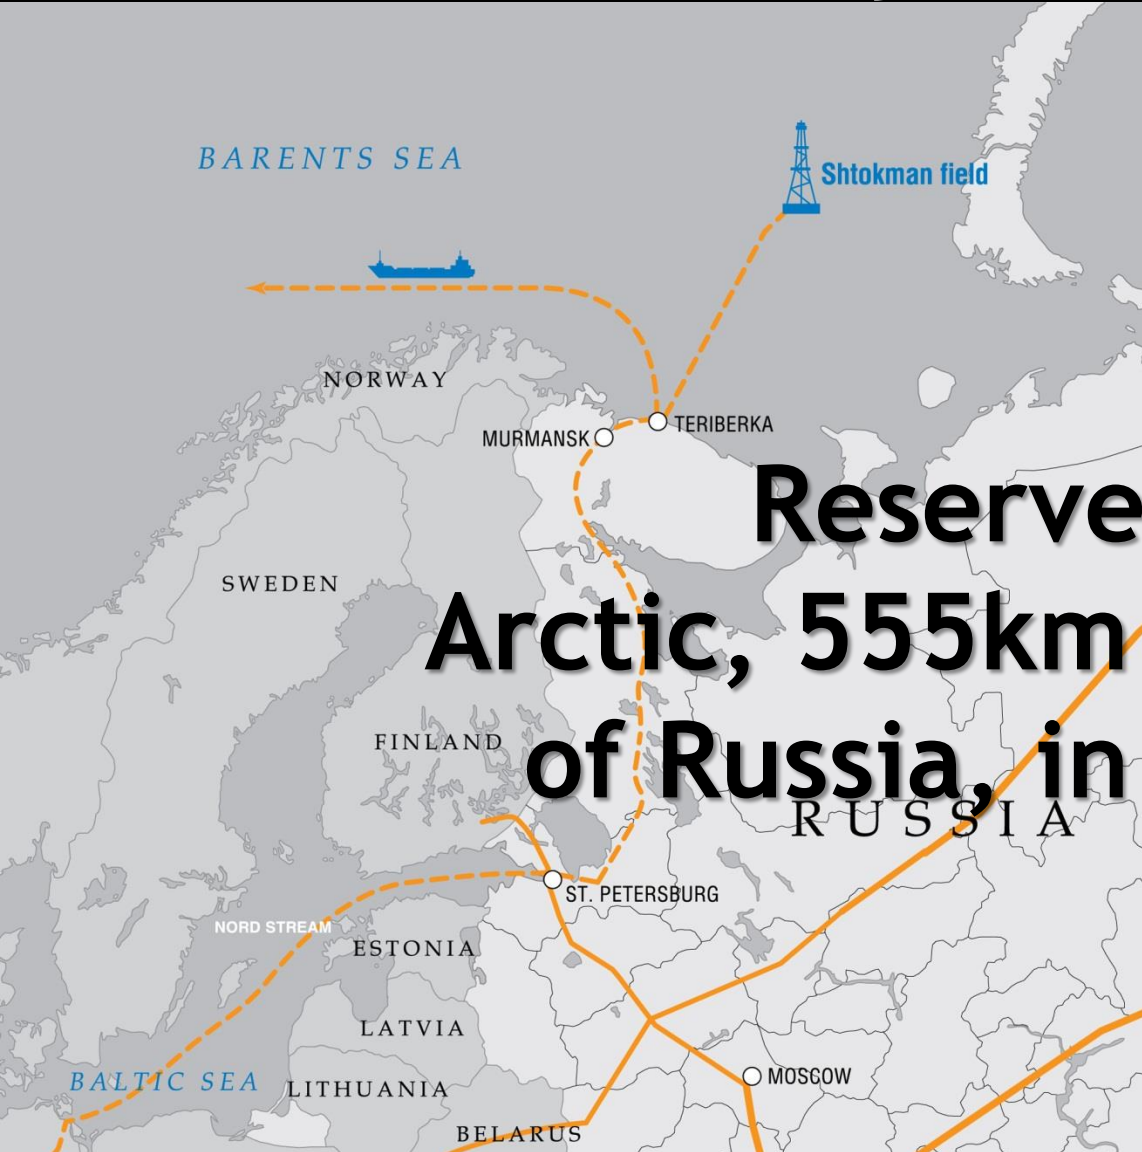 BARENTS SEA
Shtokman field
NORWAY
MURMANSK
TERIBERKA
Reserve
SWEDEN
Arctic, 555km
FINLAND
of Russia, in
RUSSIA
ST. PETERSBURG
NORD STREAM
ESTONIA
LATVIA
MOSCOW
BALTIC SEA
LITHUANIA
BELARUS